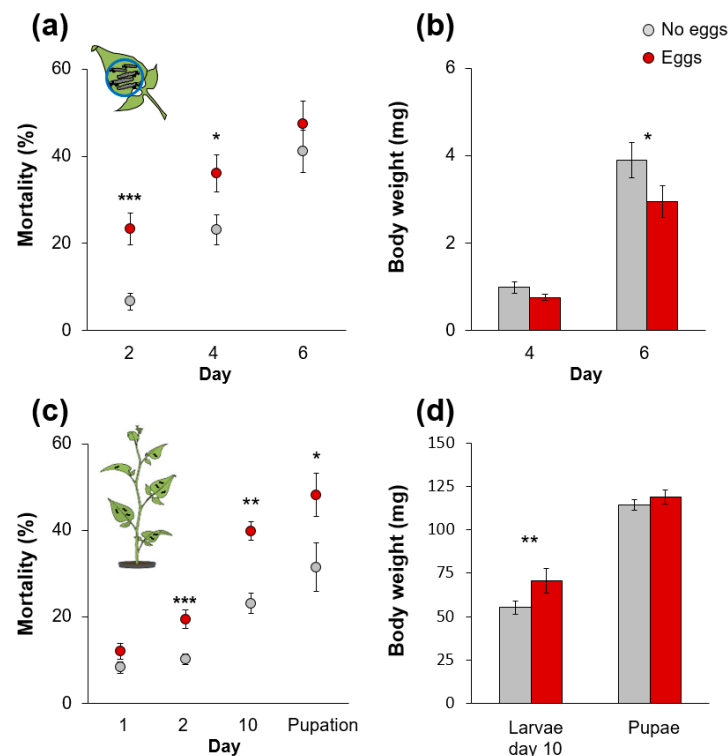 (a)
Mortality (%)
60
40
20
0
***
*
2
4
6
Day
(b)
No eggs
Eggs
Body weight (mg)
6
4
2
0
*
4
6
Day
(c)
Mortality (%)
60
40
20
0
***
**
*
1
2
10
Pupation
Day
(d)
Body weight (mg)
150
125
100
75
50
25
0
**
Larvae
day 10
Pupae